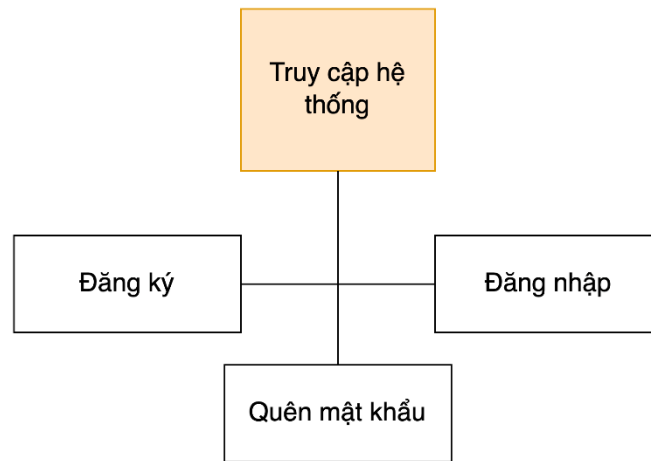 Truy cập hệ
thống
Đăng ký
Đăng nhập
Quên mật khẩu